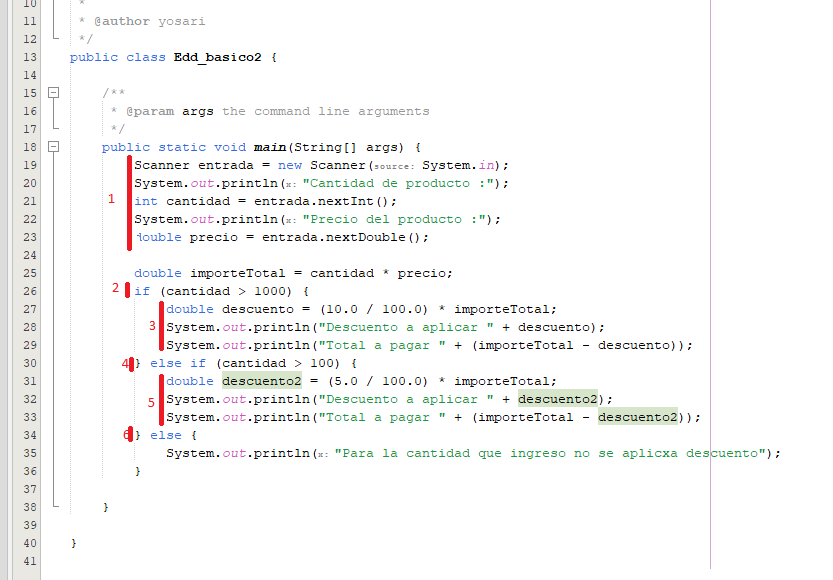 10 *
11 * @author yosari
12 */
13 public class Edd_basico2 {
14
15 /**
16 * @param args the command line arguments
17 */
18 public static void main(String[] args) {
19 Scanner entrada = new Scanner(source: System.in);
20 System.out.println(x: "Cantidad de producto :");
1
21 int cantidad = entrada.nextInt();
22 System.out.println(x: "Precio del producto :");
23 double precio = entrada.nextDouble();
24
25 double importeTotal = cantidad * precio;
2
26 if (cantidad > 1000) {
27 double descuento = (10.0 / 100.0) * importeTotal;
3
28 System.out.println("Descuento a aplicar " + descuento);
29 System.out.println("Total a pagar " + (importeTotal - descuento));
4
30 } else if (cantidad > 100) {
31 double descuento2 = (5.0 / 100.0) * importeTotal;
5
32 System.out.println("Descuento a aplicar " + descuento2);
33 System.out.println("Total a pagar " + (importeTotal - descuento2));
6
34 } else {
35 System.out.println(x: "Para la cantidad que ingreso no se aplicxa descuento");
36 }
37
38 }
39
40 }
41